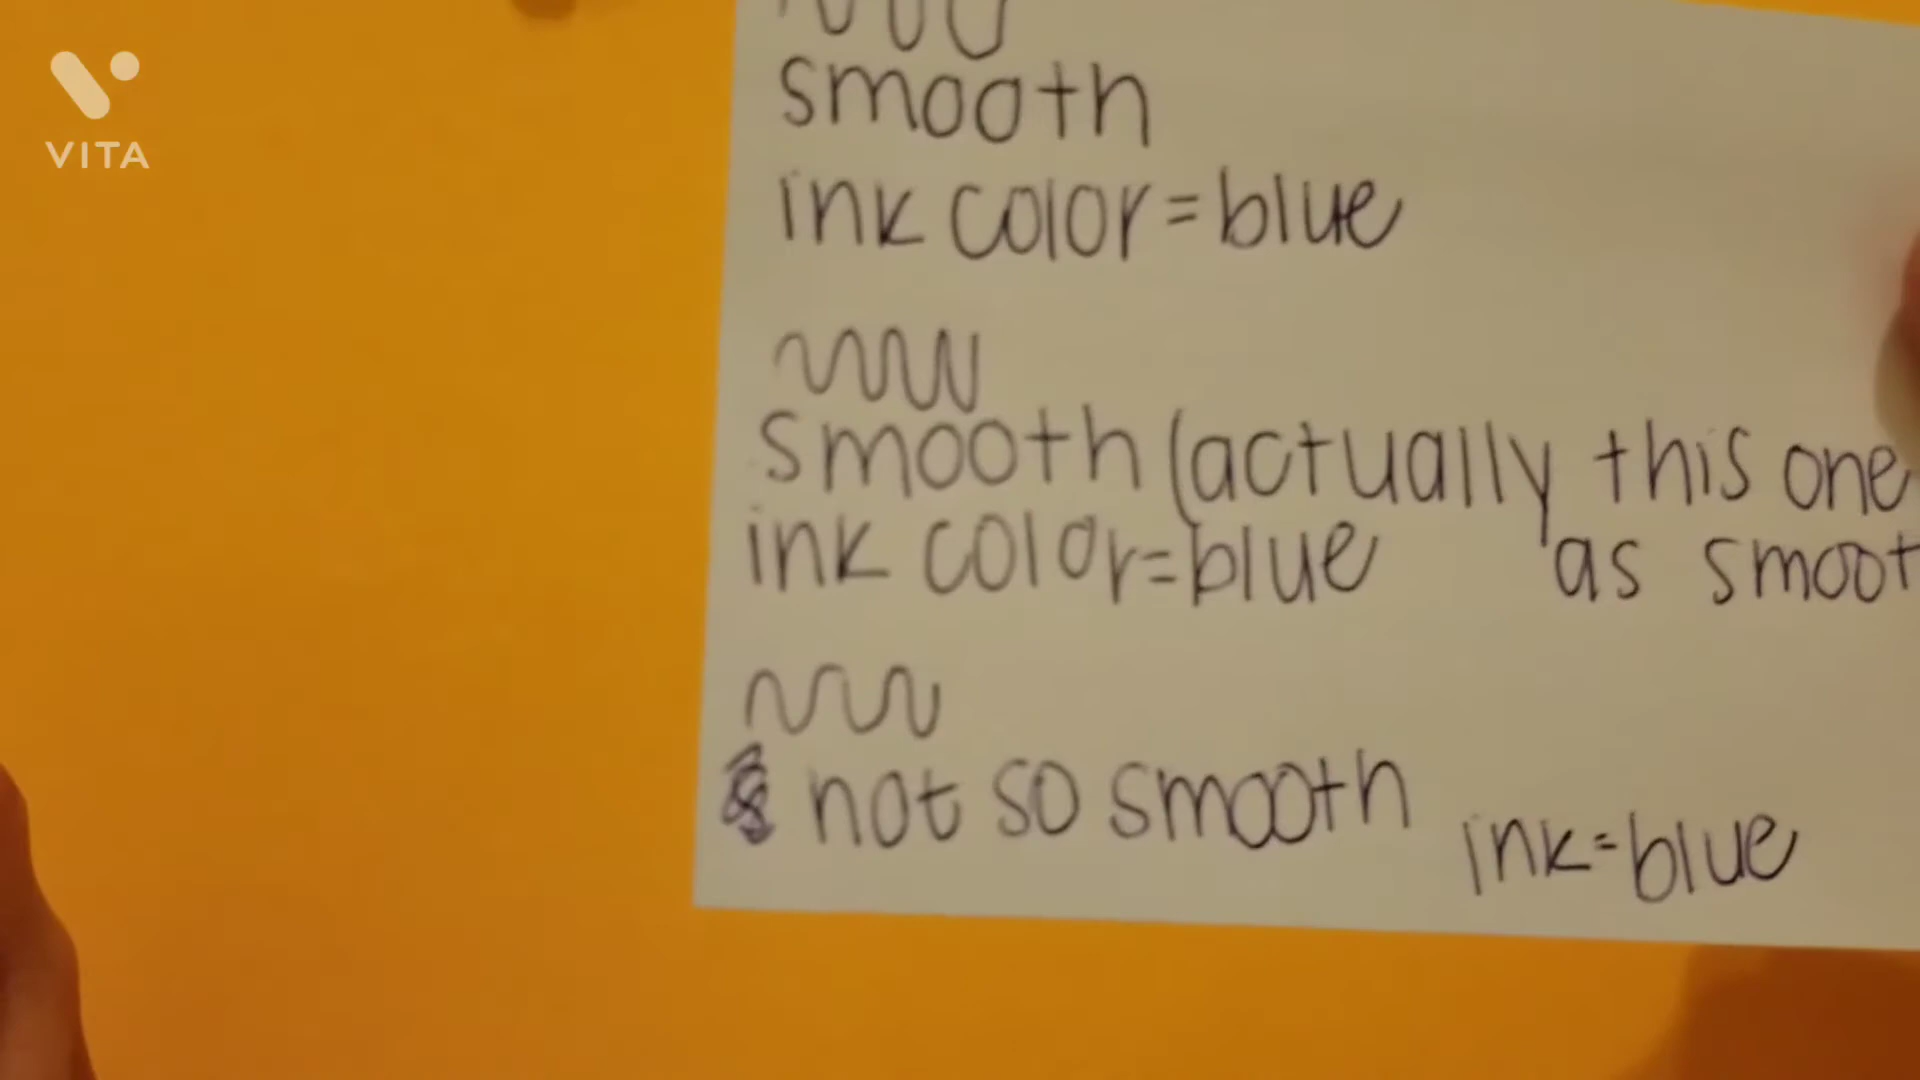 VITA
smooth
ink color=blue
smooth (actually this one
ink color=blue as smoot
not so smooth ink=blue